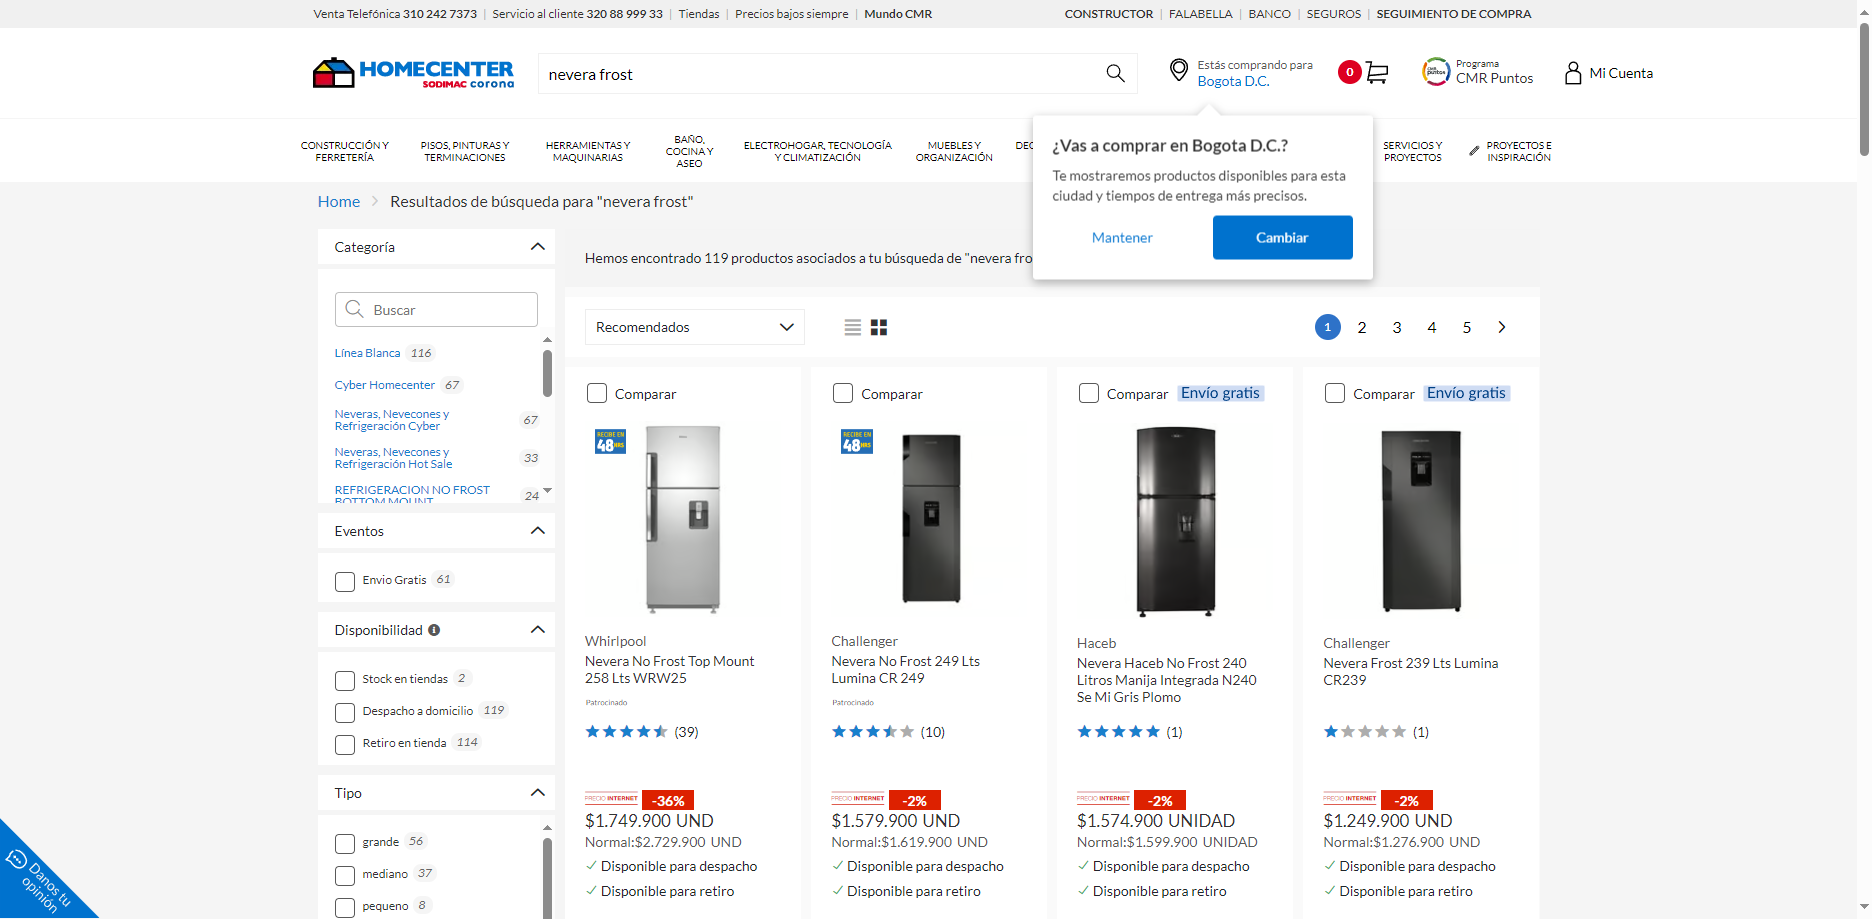 Venta Telefónica 310 242 7373 | Servicio al cliente 320 88 999 33 | Tiendas | Precios bajos siempre | Mundo CMR
CONSTRUCTOR | FALABELLA | BANCO | SEGUROS | SEGUIMIENTO DE COMPRA
HOMECENTER
SODIMAC corona
nevera frost
Estás comprando para
Bogota D.C.
0
CMR
puntos
Programa
CMR Puntos
Mi Cuenta
CONSTRUCCIÓN Y
FERRETERÍA
PISOS, PINTURAS Y
TERMINACIONES
HERRAMIENTAS Y
MAQUINARIAS
BAÑO,
COCINA Y
ASEO
ELECTROHOGAR, TECNOLOGÍA
Y CLIMATIZACIÓN
MUEBLES Y
ORGANIZACIÓN
DEC
SERVICIOS Y
PROYECTOS
PROYECTOS E
INSPIRACIÓN
¿Vas a comprar en Bogota D.C.?
Te mostraremos productos disponibles para esta
ciudad y tiempos de entrega más precisos.
Mantener
Cambiar
Home > Resultados de búsqueda para "nevera frost"
Categoría
Buscar
Línea Blanca 116
Cyber Homecenter 67
Neveras, Nevecones y
Refrigeración Cyber 67
Neveras, Nevecones y
Refrigeración Hot Sale 33
REFRIGERACION NO FROST
BOTTOM MOUNT 24
Eventos
Envio Gratis 61
Disponibilidad
Stock en tiendas 2
Despacho a domicilio 119
Retiro en tienda 114
Tipo
grande 56
mediano 37
pequeno 8
Danos tu
opinión
Hemos encontrado 119 productos asociados a tu búsqueda de "nevera fro
Recomendados
1 2 3 4 5
Comparar
RECIBE EN
48HRS
Whirlpool
Nevera No Frost Top Mount
258 Lts WRW25
Patrocinado
(39)
PRECIO INTERNET -36%
$1.749.900 UND
Normal:$2.729.900 UND
Disponible para despacho
Disponible para retiro
Comparar
RECIBE EN
48HRS
Challenger
Nevera No Frost 249 Lts
Lumina CR 249
Patrocinado
(10)
PRECIO INTERNET -2%
$1.579.900 UND
Normal:$1.619.900 UND
Disponible para despacho
Disponible para retiro
Comparar Envío gratis
Haceb
Nevera Haceb No Frost 240
Litros Manija Integrada N240
Se Mi Gris Plomo
(1)
PRECIO INTERNET -2%
$1.574.900 UNIDAD
Normal:$1.599.900 UNIDAD
Disponible para despacho
Disponible para retiro
Comparar Envío gratis
Challenger
Nevera Frost 239 Lts Lumina
CR239
(1)
PRECIO INTERNET -2%
$1.249.900 UND
Normal:$1.276.900 UND
Disponible para despacho
Disponible para retiro